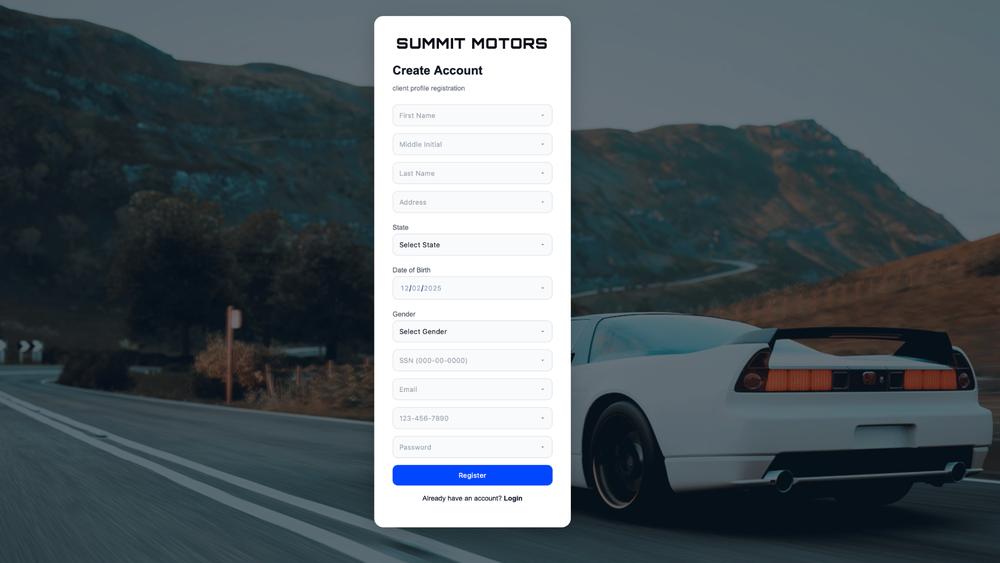 SUMMIT MOTORS
Create Account
client profile registration
First Name
Middle Initial
Last Name
Address
State
Select State
Date of Birth
12/02/2025
Gender
Select Gender
SSN (000-00-0000)
Email
123-456-7890
Password
Register
Already have an account? Login